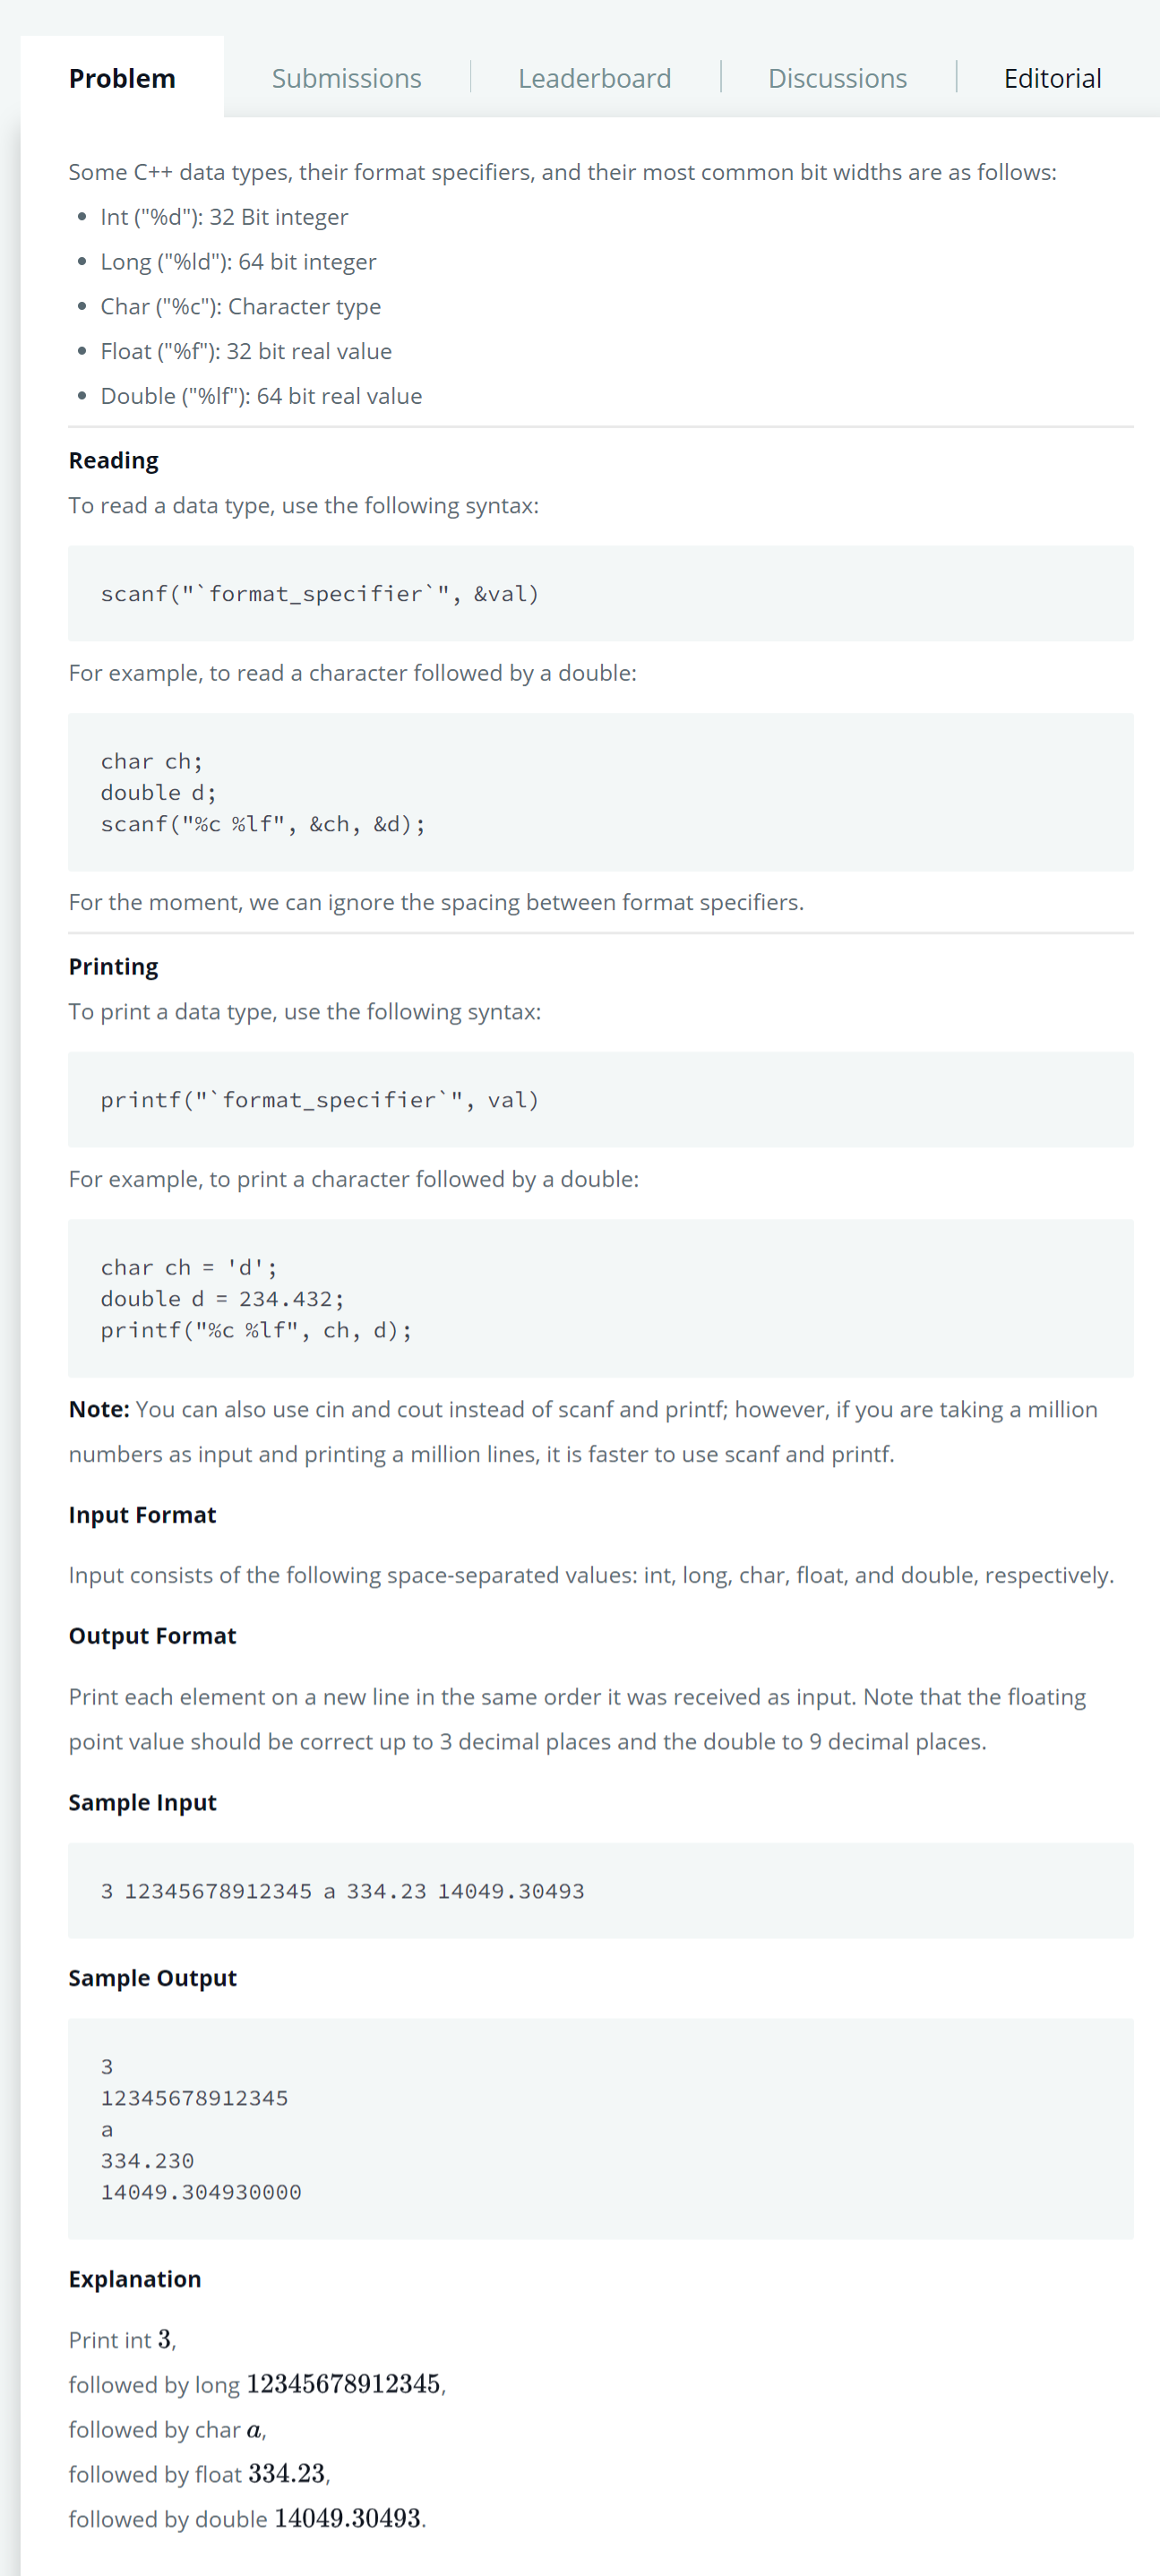 Problem Submissions Leaderboard Discussions Editorial
Some C++ data types, their format specifiers, and their most common bit widths are as follows:
• Int ("%d"): 32 Bit integer
• Long ("%ld"): 64 bit integer
• Char ("%c"): Character type
• Float ("%f"): 32 bit real value
• Double ("%lf"): 64 bit real value
Reading
To read a data type, use the following syntax:
scanf("`format_specifier`", &val)
For example, to read a character followed by a double:
char ch;
double d;
scanf("%c %lf", &ch, &d);
For the moment, we can ignore the spacing between format specifiers.
Printing
To print a data type, use the following syntax:
printf("`format_specifier`", val)
For example, to print a character followed by a double:
char ch = 'd';
double d = 234.432;
printf("%c %lf", ch, d);
Note: You can also use cin and cout instead of scanf and printf; however, if you are taking a million
numbers as input and printing a million lines, it is faster to use scanf and printf.
Input Format
Input consists of the following space-separated values: int, long, char, float, and double, respectively.
Output Format
Print each element on a new line in the same order it was received as input. Note that the floating
point value should be correct up to 3 decimal places and the double to 9 decimal places.
Sample Input
3 12345678912345 a 334.23 14049.30493
Sample Output
3
12345678912345
a
334.230
14049.304930000
Explanation
Print int 3,
followed by long 12345678912345,
followed by char a,
followed by float 334.23,
followed by double 14049.30493.